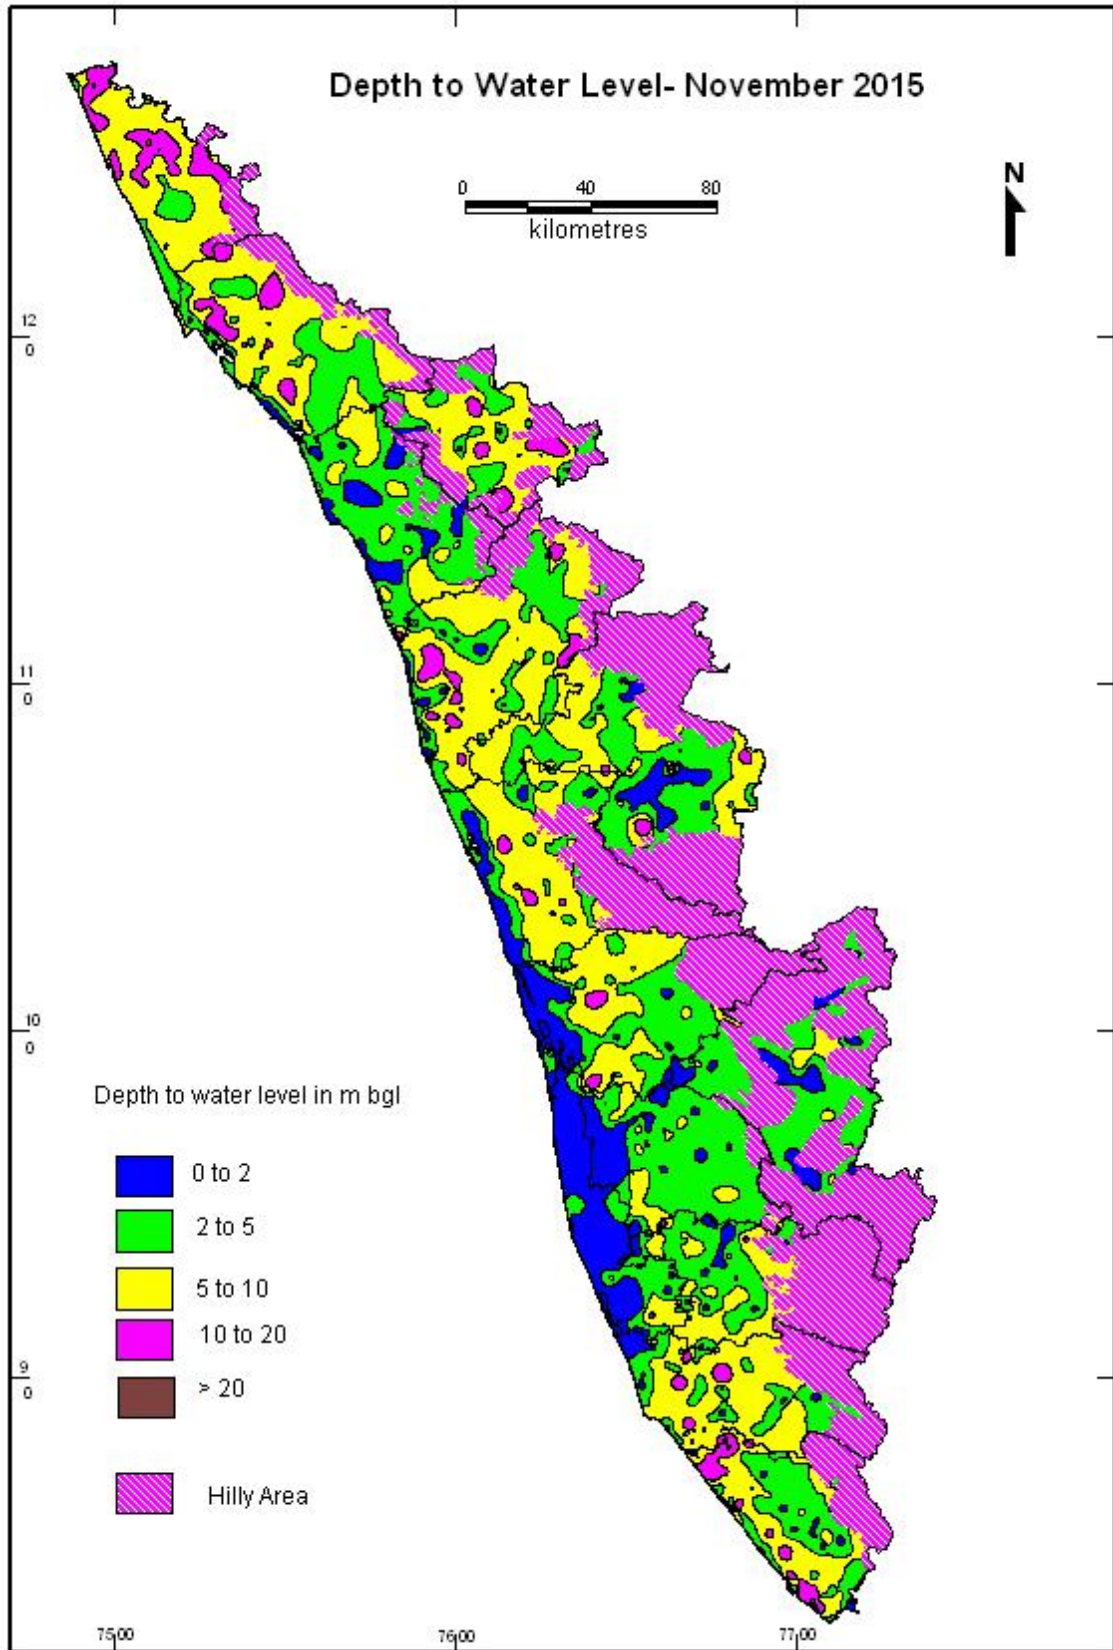 Depth to Water Level- November 2015
N
0 40 80
kilometres
12
0
11
0
10
0
9
0
Depth to water level in m bgl
0 to 2
2 to 5
5 to 10
10 to 20
> 20
Hilly Area
75 00 76 00 77 00